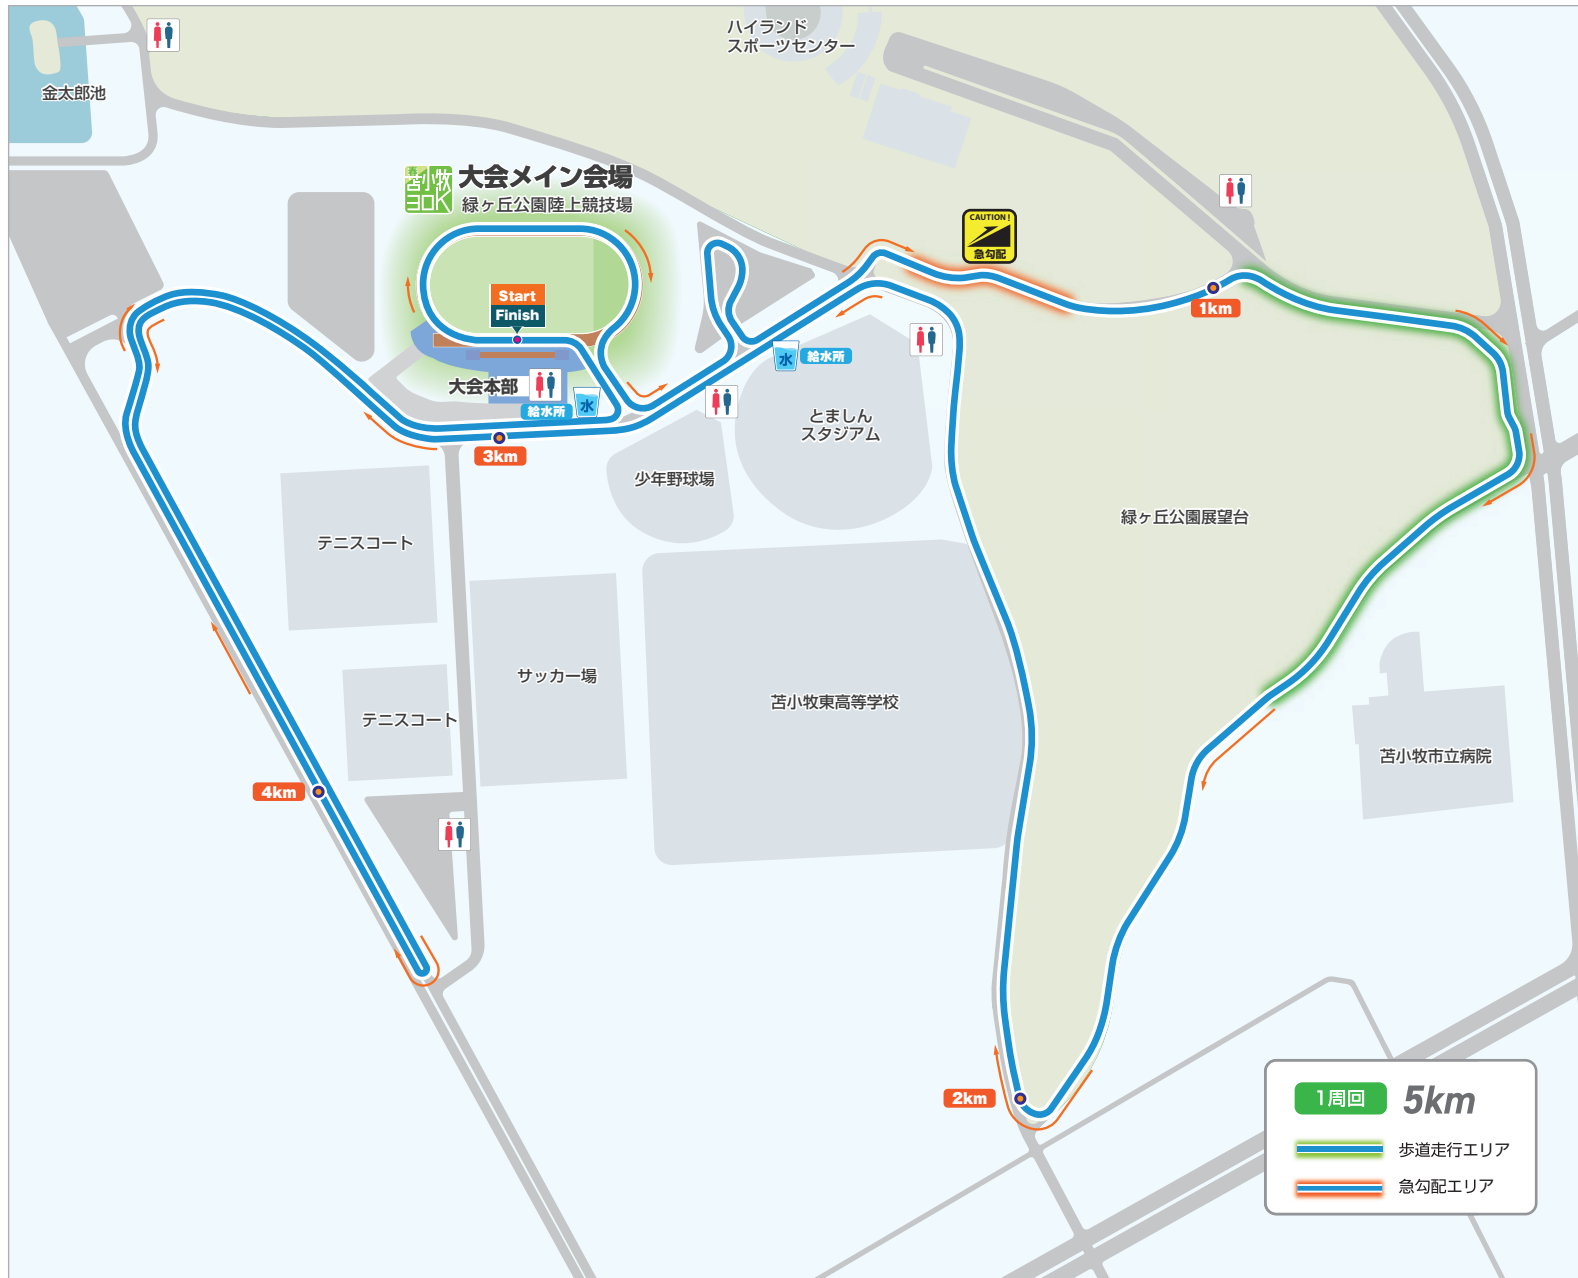 ハイランド
スポーツセンター
金太郎池
春
苫小牧
30K
大会メイン会場
緑ヶ丘公園陸上競技場
CAUTION!
急勾配
Start
Finish
1km
水
給水所
大会本部
給水所
水
とましん
スタジアム
3km
少年野球場
緑ヶ丘公園展望台
テニスコート
サッカー場
苫小牧東高等学校
テニスコート
苫小牧市立病院
4km
2km
1周回
5km
歩道走行エリア
急勾配エリア